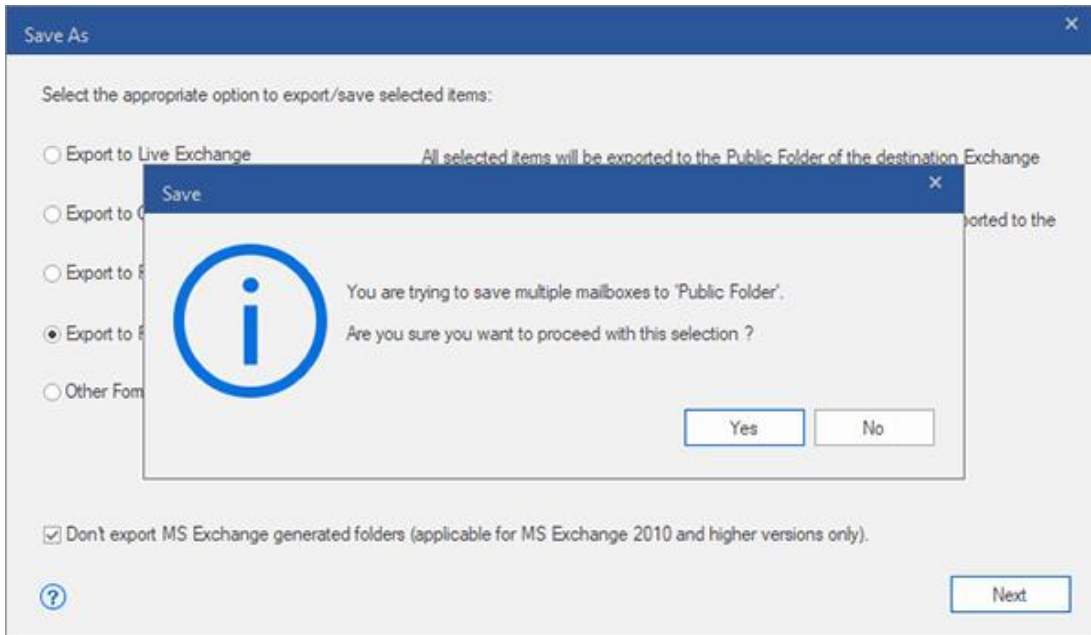 Save As
Select the appropriate option to export/save selected items:
Export to Live Exchange
All selected items will be exported to the Public Folder of the destination Exchange
Save
Export to
ported to the
Export to
You are trying to save multiple mailboxes to 'Public Folder'.
Export to
Are you sure you want to proceed with this selection ?
Other
Yes
No
Don't export MS Exchange generated folders (applicable for MS Exchange 2010 and higher versions only).
?
Next